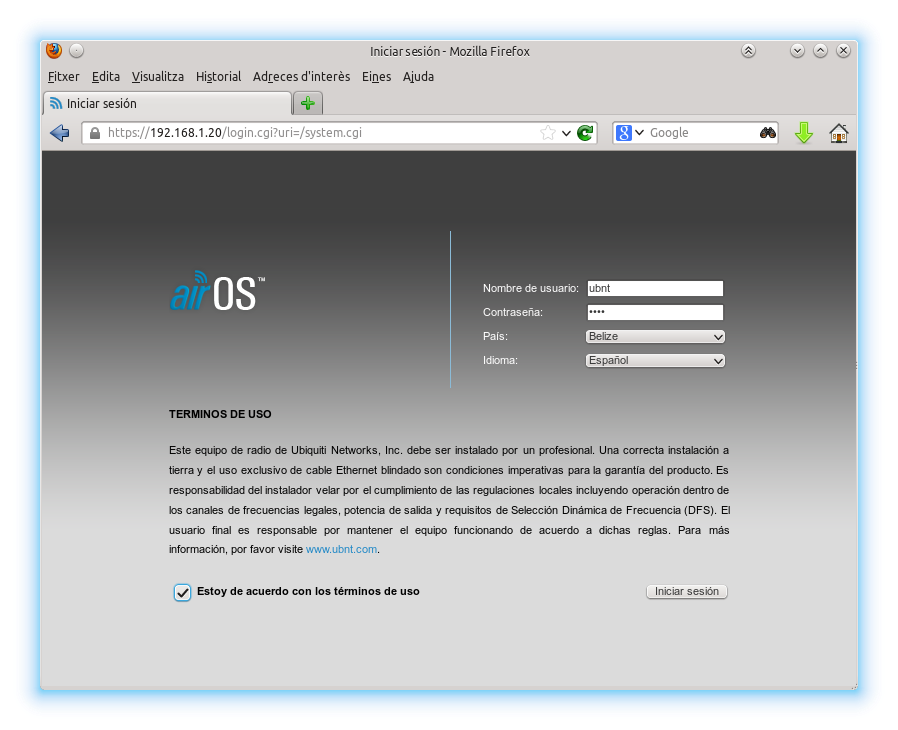 Iniciar sesión - Mozilla Firefox
Fitxer Edita Visualitza Historial Adreces d'interès Eines Ajuda
Iniciar sesión
https://192.168.1.20/login.cgi?uri=/system.cgi
8 Google
airOS™
Nombre de usuario: ubnt
Contraseña: ••••
País: Belize
Idioma: Español
TERMINOS DE USO
Este equipo de radio de Ubiquiti Networks, Inc. debe ser instalado por un profesional. Una correcta instalación a
tierra y el uso exclusivo de cable Ethernet blindado son condiciones imperativas para la garantía del producto. Es
responsabilidad del instalador velar por el cumplimiento de las regulaciones locales incluyendo operación dentro de
los canales de frecuencias legales, potencia de salida y requisitos de Selección Dinámica de Frecuencia (DFS). El
usuario final es responsable por mantener el equipo funcionando de acuerdo a dichas reglas. Para más
información, por favor visite www.ubnt.com.
Estoy de acuerdo con los términos de uso
Iniciar sesión